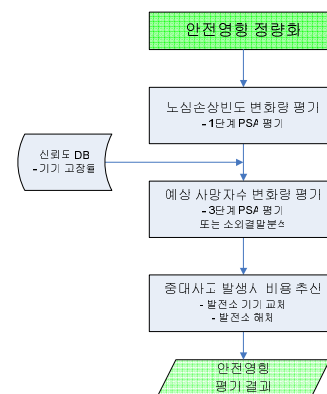 안전영향 정량화
노심손상빈도 변화량 평가
- 1단계 PSA 평가
신뢰도 DB
- 기기 고장률
예상 사망자수 변화량 평가
- 3단계 PSA 평가
또는 소외결말분석
중대사고 발생시 비용 추산
- 발전소 기기 교체
- 발전소 해체
안전영향
평가 결과